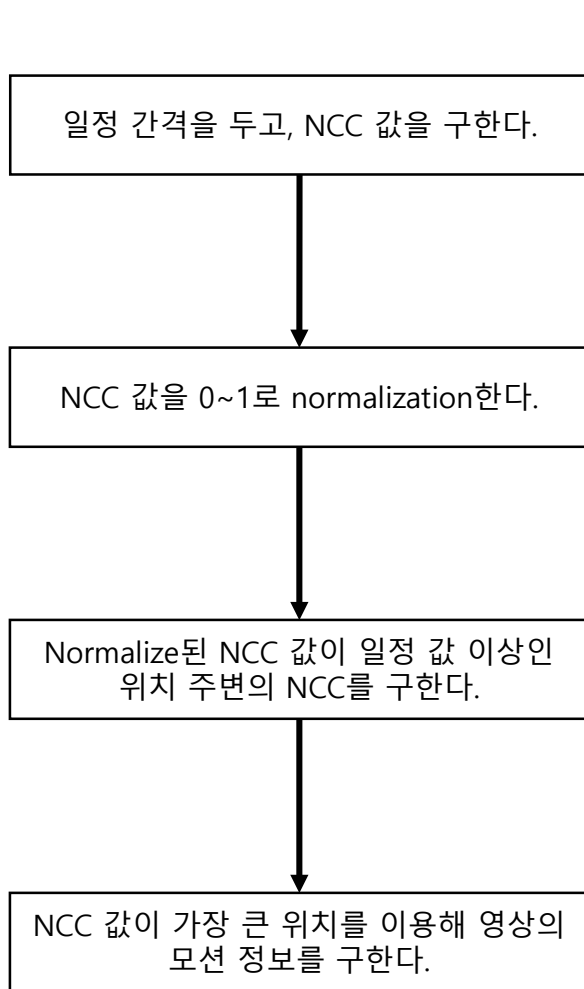 일정 간격을 두고, NCC 값을 구한다.
NCC 값을 0~1로 normalization한다.
Normalize된 NCC 값이 일정 값 이상인
위치 주변의 NCC를 구한다.
NCC 값이 가장 큰 위치를 이용해 영상의
모션 정보를 구한다.